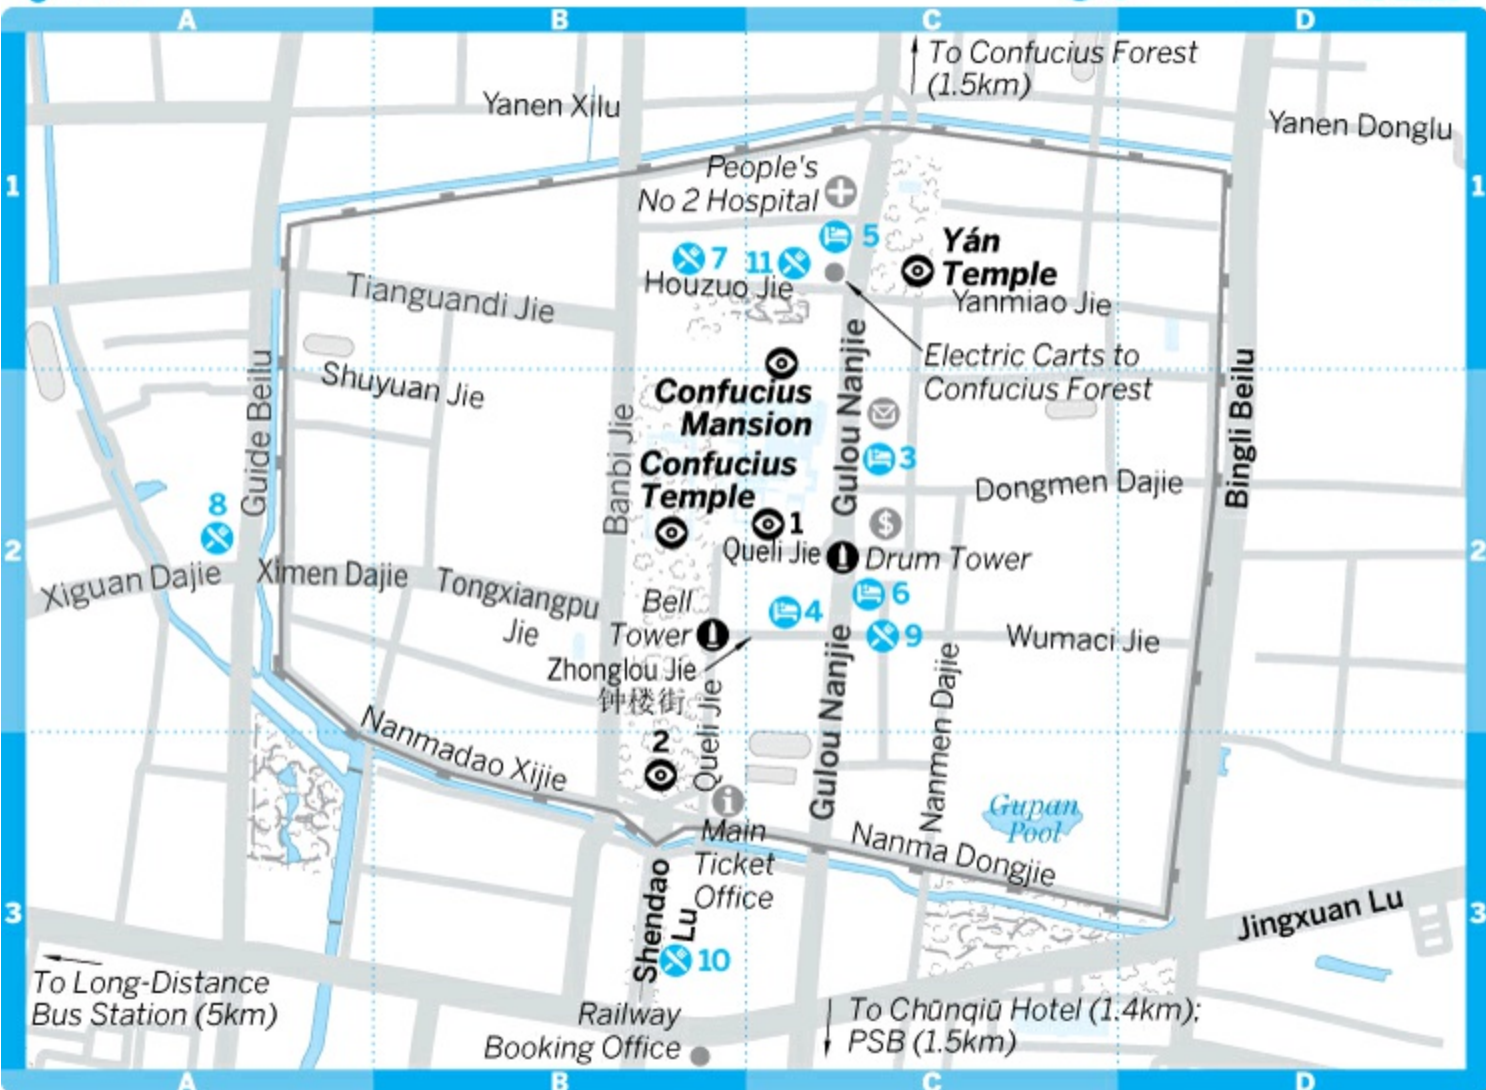 A
B
C
D
To Confucius Forest
(1.5km)
Yanen Xilu
Yanen Donglu
1
1
People's
No 2 Hospital
5
Yán
Temple
7
11
Houzuo Jie
Tianguandi Jie
Yanmiao Jie
Electric Carts to
Confucius Forest
Shuyuan Jie
Guide Beilu
Banbi Jie
Confucius
Mansion
Gulou Nanjie
Bingli Beilu
3
Confucius
Temple
Dongmen Dajie
8
1
$
2
2
Queli Jie
Drum Tower
Xiguan Dajie
Ximen Dajie
Tongxiangpu
Jie
Bell
Tower
4
6
9
Wumaci Jie
Zhonglou Jie
钟楼街
Queli Jie
Gulou Nanjie
Nanmen Dajie
Nanmadao Xijie
2
i
Gupan
Pool
Main
Ticket
Office
Nanma Dongjie
3
3
Shendao
Lu
Jingxuan Lu
10
To Long-Distance
Bus Station (5km)
Railway
Booking Office
To Chūnqiū Hotel (1.4km);
PSB (1.5km)
A
B
C
D